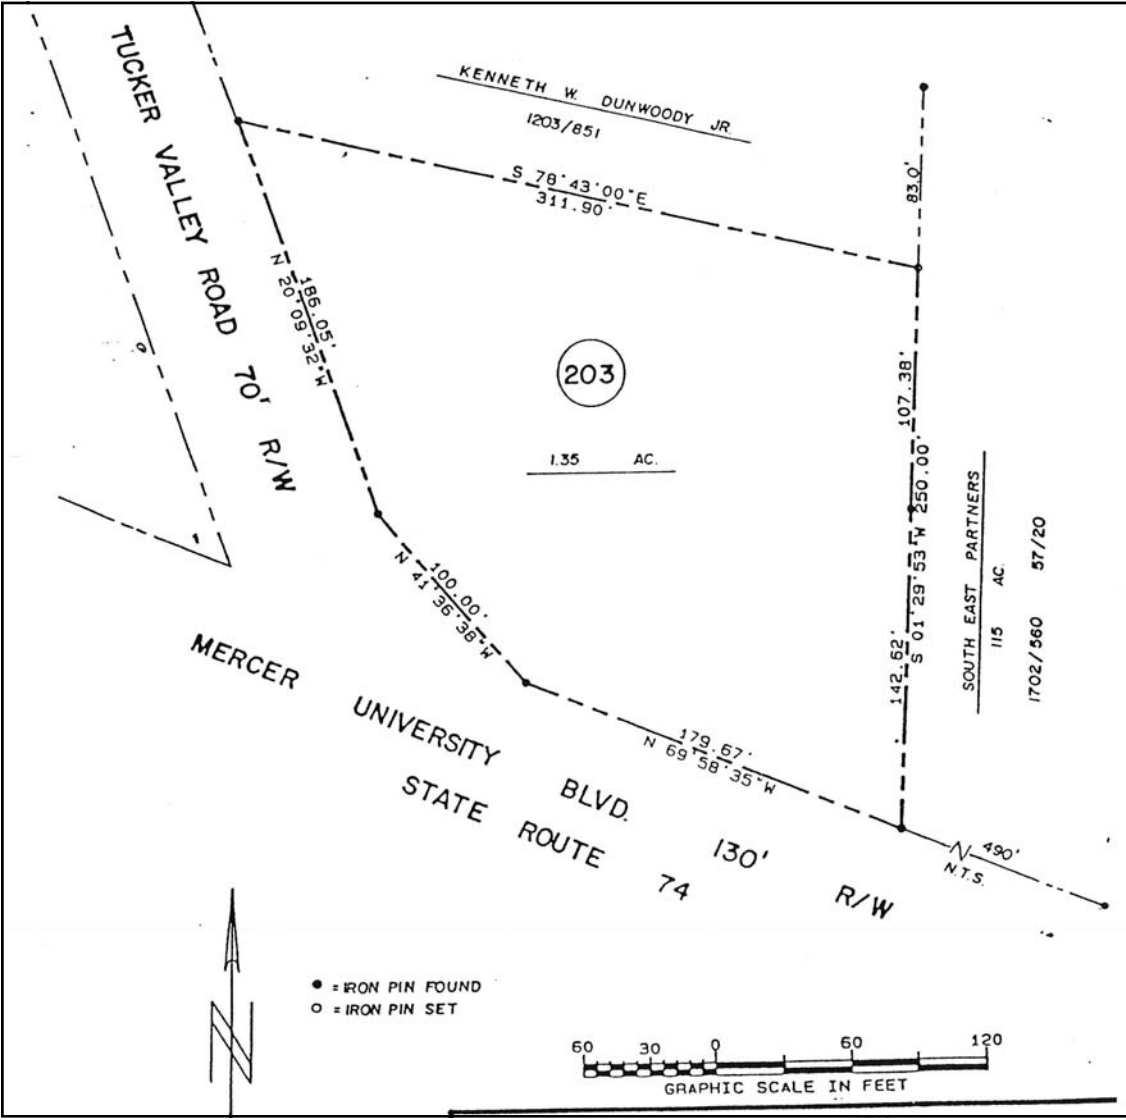 TUCKER VALLEY ROAD 70' R/W
KENNETH W. DUNWOODY JR.
1203/851
S 78°43'00"E
311.90'
83.0'
186.05'
N 20°09'32"W
203
1.35 AC.
107.38'
S 01°29'53"W 250.00'
142.62'
SOUTH EAST PARTNERS
115 AC.
1702/560 57/20
100.00'
N 41°36'38"W
179.67'
N 69°58'35"W
490'
N.T.S.
MERCER UNIVERSITY BLVD. 130' R/W
STATE ROUTE 74
N
= IRON PIN FOUND
= IRON PIN SET
60 30 0 60 120
GRAPHIC SCALE IN FEET